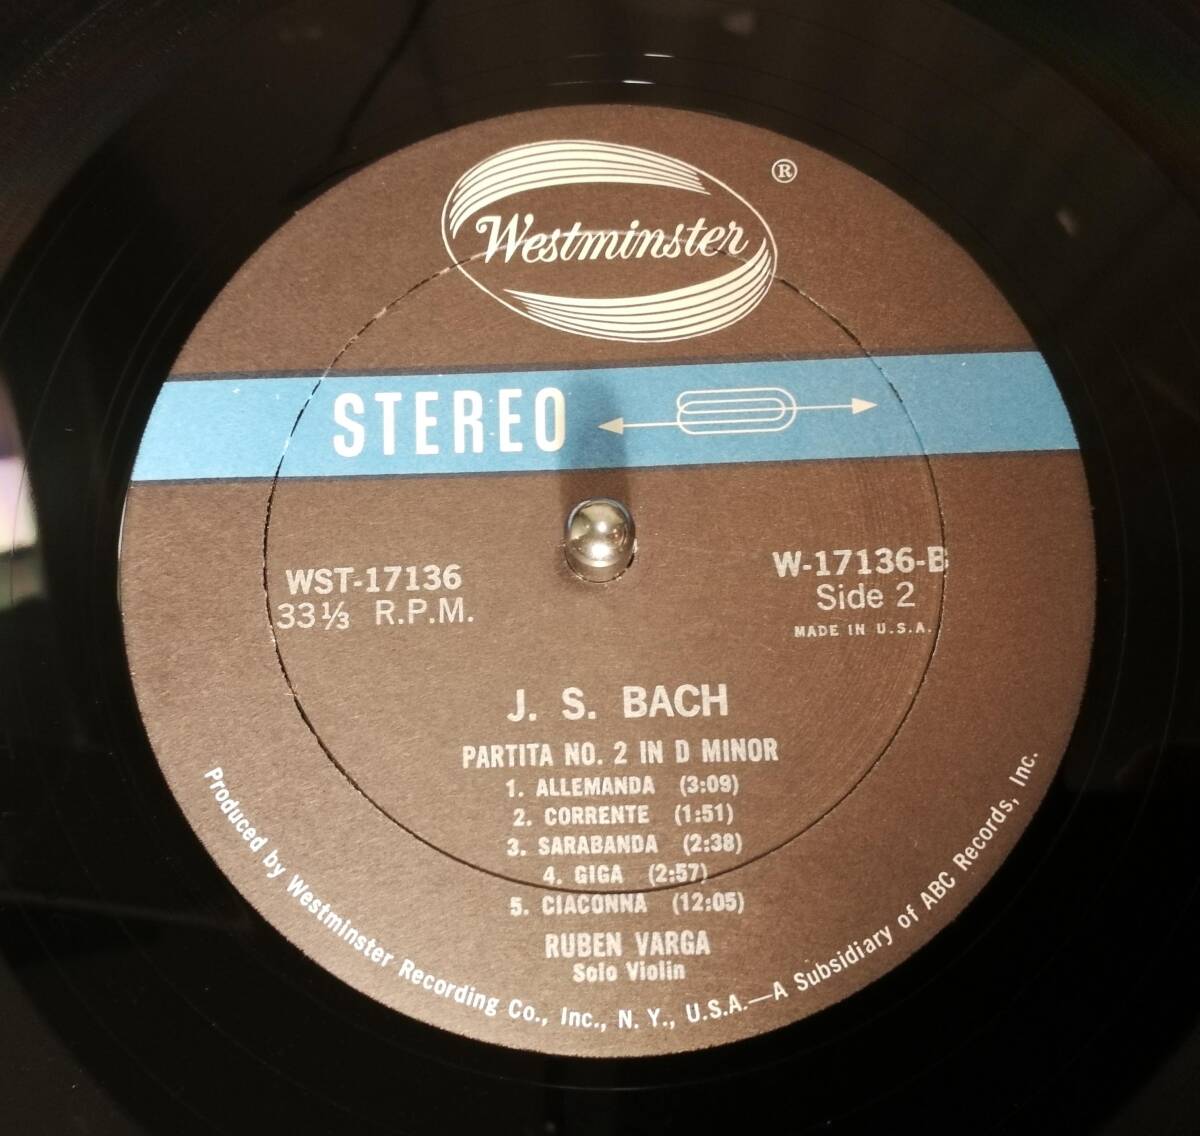 Westminster
®
STEREO
WST-17136
33⅓ R.P.M.
W-17136-B
Side 2
MADE IN U.S.A.
J. S. BACH
PARTITA NO. 2 IN D MINOR
1. ALLEMANDA (3:09)
2. CORRENTE (1:51)
3. SARABANDA (2:38)
4. GIGA (2:57)
5. CIACONNA (12:05)
RUBEN VARGA
Solo Violin
Produced by Westminster Recording Co., Inc., N. Y., U.S.A.—A Subsidiary of ABC Records, Inc.